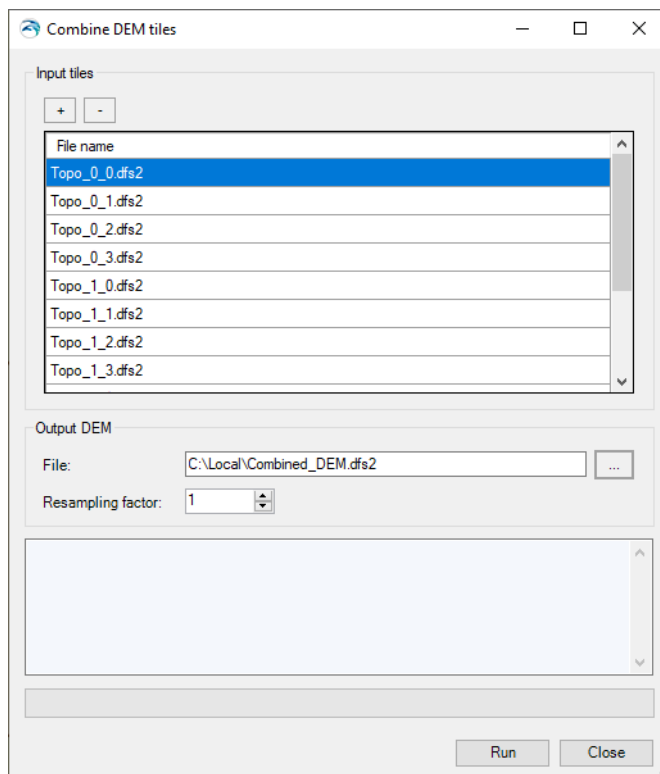 Combine DEM tiles
Input tiles
+ -
File name
Topo_0_0.dfs2
Topo_0_1.dfs2
Topo_0_2.dfs2
Topo_0_3.dfs2
Topo_1_0.dfs2
Topo_1_1.dfs2
Topo_1_2.dfs2
Topo_1_3.dfs2
Output DEM
File: C:\Local\Combined_DEM.dfs2 ...
Resampling factor: 1
Run Close